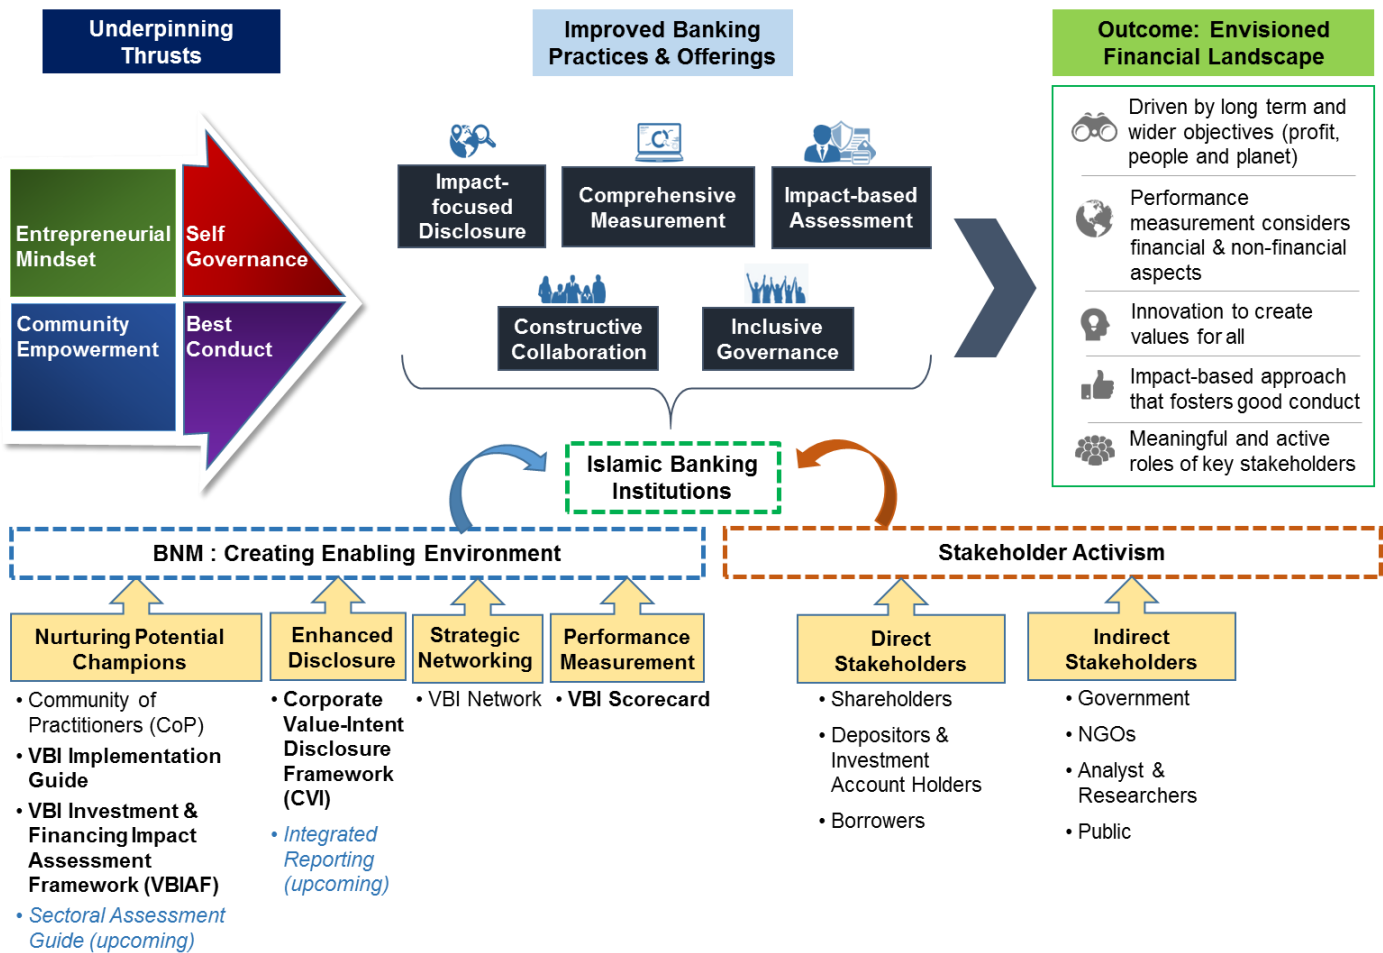 Underpinning
Thrusts
Improved Banking
Practices & Offerings
Outcome: Envisioned
Financial Landscape
Entrepreneurial
Mindset
Self
Governance
Community
Empowerment
Best
Conduct
Impact-
focused
Disclosure
Comprehensive
Measurement
Impact-based
Assessment
Constructive
Collaboration
Inclusive
Governance
Driven by long term and
wider objectives (profit,
people and planet)
Performance
measurement considers
financial & non-financial
aspects
Innovation to create
values for all
Impact-based approach
that fosters good conduct
Meaningful and active
roles of key stakeholders
Islamic Banking
Institutions
BNM : Creating Enabling Environment
Stakeholder Activism
Nurturing Potential
Champions
• Community of
Practitioners (CoP)
• VBI Implementation
Guide
• VBI Investment &
Financing Impact
Assessment
Framework (VBIAF)
• Sectoral Assessment
Guide (upcoming)
Enhanced
Disclosure
• Corporate
Value-Intent
Disclosure
Framework
(CVI)
• Integrated
Reporting
(upcoming)
Strategic
Networking
• VBI Network
Performance
Measurement
• VBI Scorecard
Direct
Stakeholders
• Shareholders
• Depositors &
Investment
Account Holders
• Borrowers
Indirect
Stakeholders
• Government
• NGOs
• Analyst &
Researchers
• Public